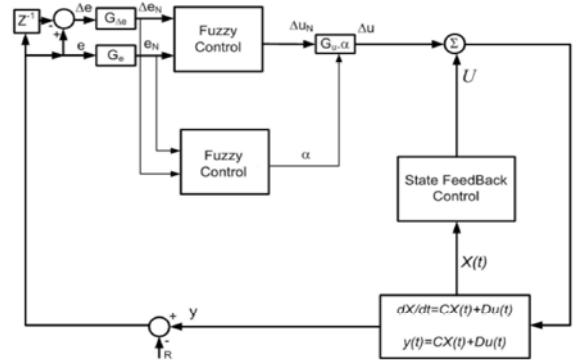 Z⁻¹
-
+
Δe
G_Δe
Δe_N
e
G_e
e_N
Fuzzy
Control
Δu_N
G_u.α
Δu
Σ
U
Fuzzy
Control
α
State FeedBack
Control
X(t)
dX/dt=CX(t)+Du(t)
y(t)=CX(t)+Du(t)
y
+
-
R